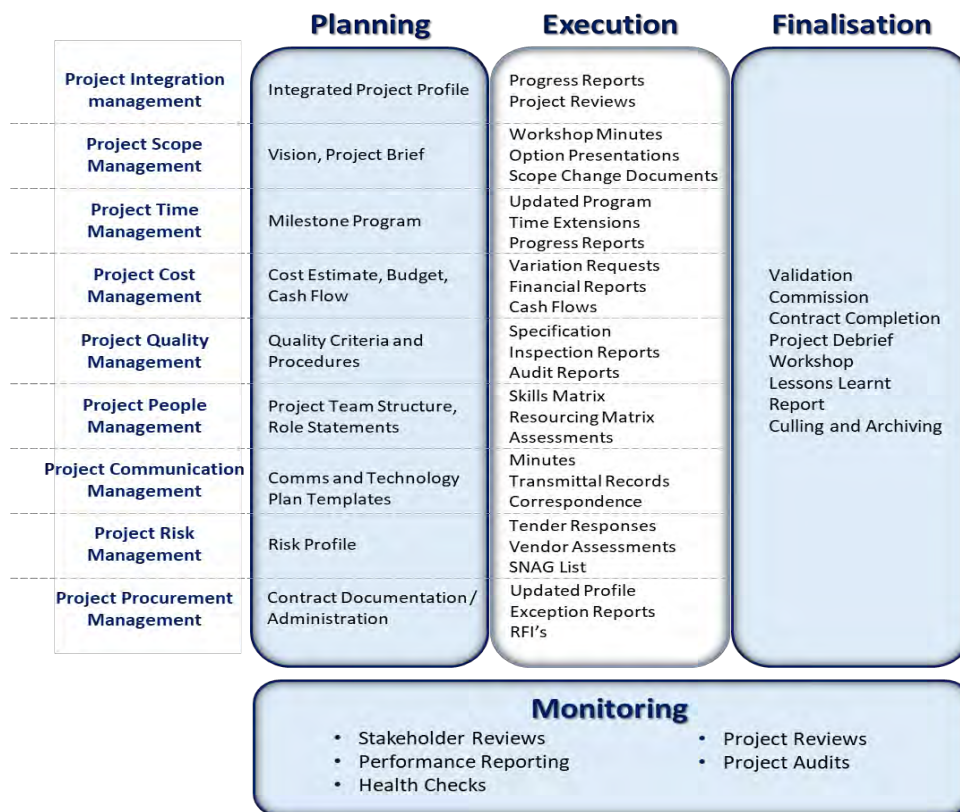 Planning
Execution
Finalisation
Project Integration
management
Integrated Project Profile
Progress Reports
Project Reviews
Project Scope
Management
Vision, Project Brief
Workshop Minutes
Option Presentations
Scope Change Documents
Project Time
Management
Milestone Program
Updated Program
Time Extensions
Progress Reports
Project Cost
Management
Cost Estimate, Budget,
Cash Flow
Variation Requests
Financial Reports
Cash Flows
Project Quality
Management
Quality Criteria and
Procedures
Specification
Inspection Reports
Audit Reports
Project People
Management
Project Team Structure,
Role Statements
Skills Matrix
Resourcing Matrix
Assessments
Project Communication
Management
Comms and Technology
Plan Templates
Minutes
Transmittal Records
Correspondence
Project Risk
Management
Risk Profile
Tender Responses
Vendor Assessments
SNAG List
Project Procurement
Management
Contract Documentation /
Administration
Updated Profile
Exception Reports
RFI's
Validation
Commission
Contract Completion
Project Debrief
Workshop
Lessons Learnt
Report
Culling and Archiving
Monitoring
• Stakeholder Reviews
• Performance Reporting
• Health Checks
• Project Reviews
• Project Audits